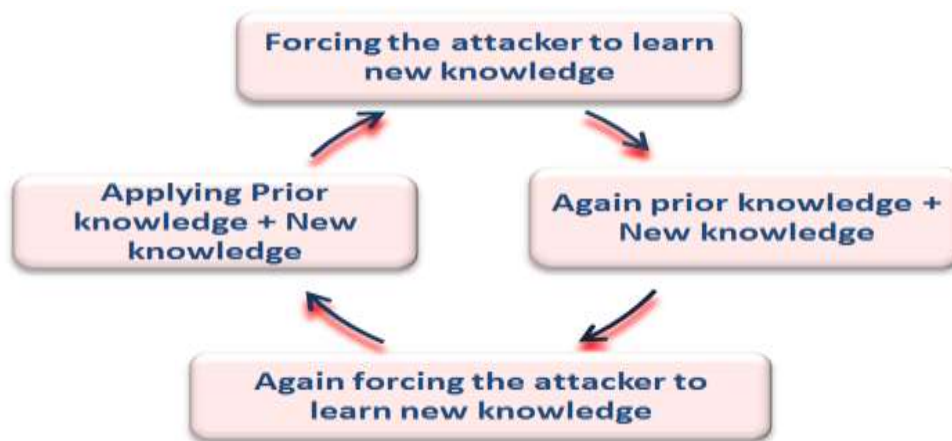 Forcing the attacker to learn
new knowledge
Applying Prior
knowledge + New
knowledge
Again prior knowledge +
New knowledge
Again forcing the attacker to
learn new knowledge